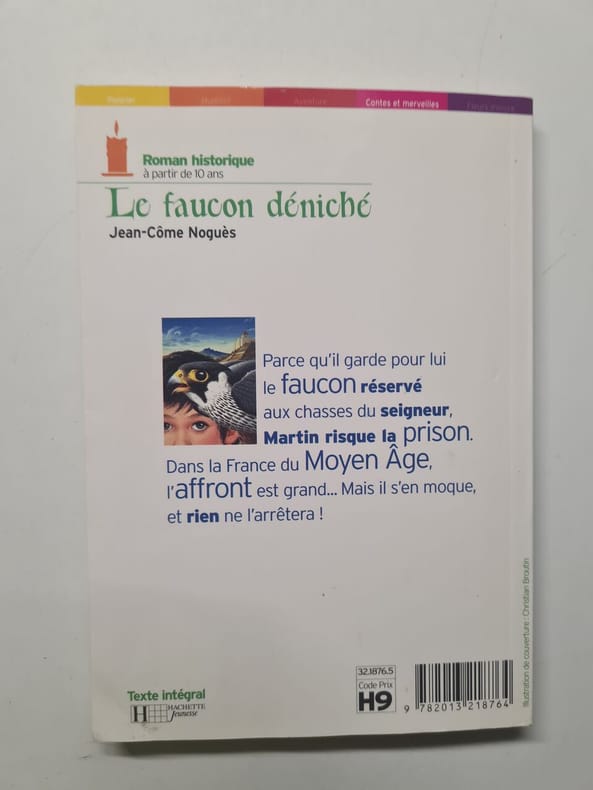 Aventure
Contes et merveilles
Roman historique
à partir de 10 ans
Le faucon déniché
Jean-Côme Noguès
Parce qu'il garde pour lui
le faucon réservé
aux chasses du seigneur,
Martin risque la prison.
Dans la France du Moyen Âge,
l'affront est grand... Mais il s'en moque,
et rien ne l'arrêtera !
Illustration de couverture : Christian Broutin
Texte intégral
H HACHETTE
Jeunesse
32.1876.5
Code Prix
H9
9 782013 218764